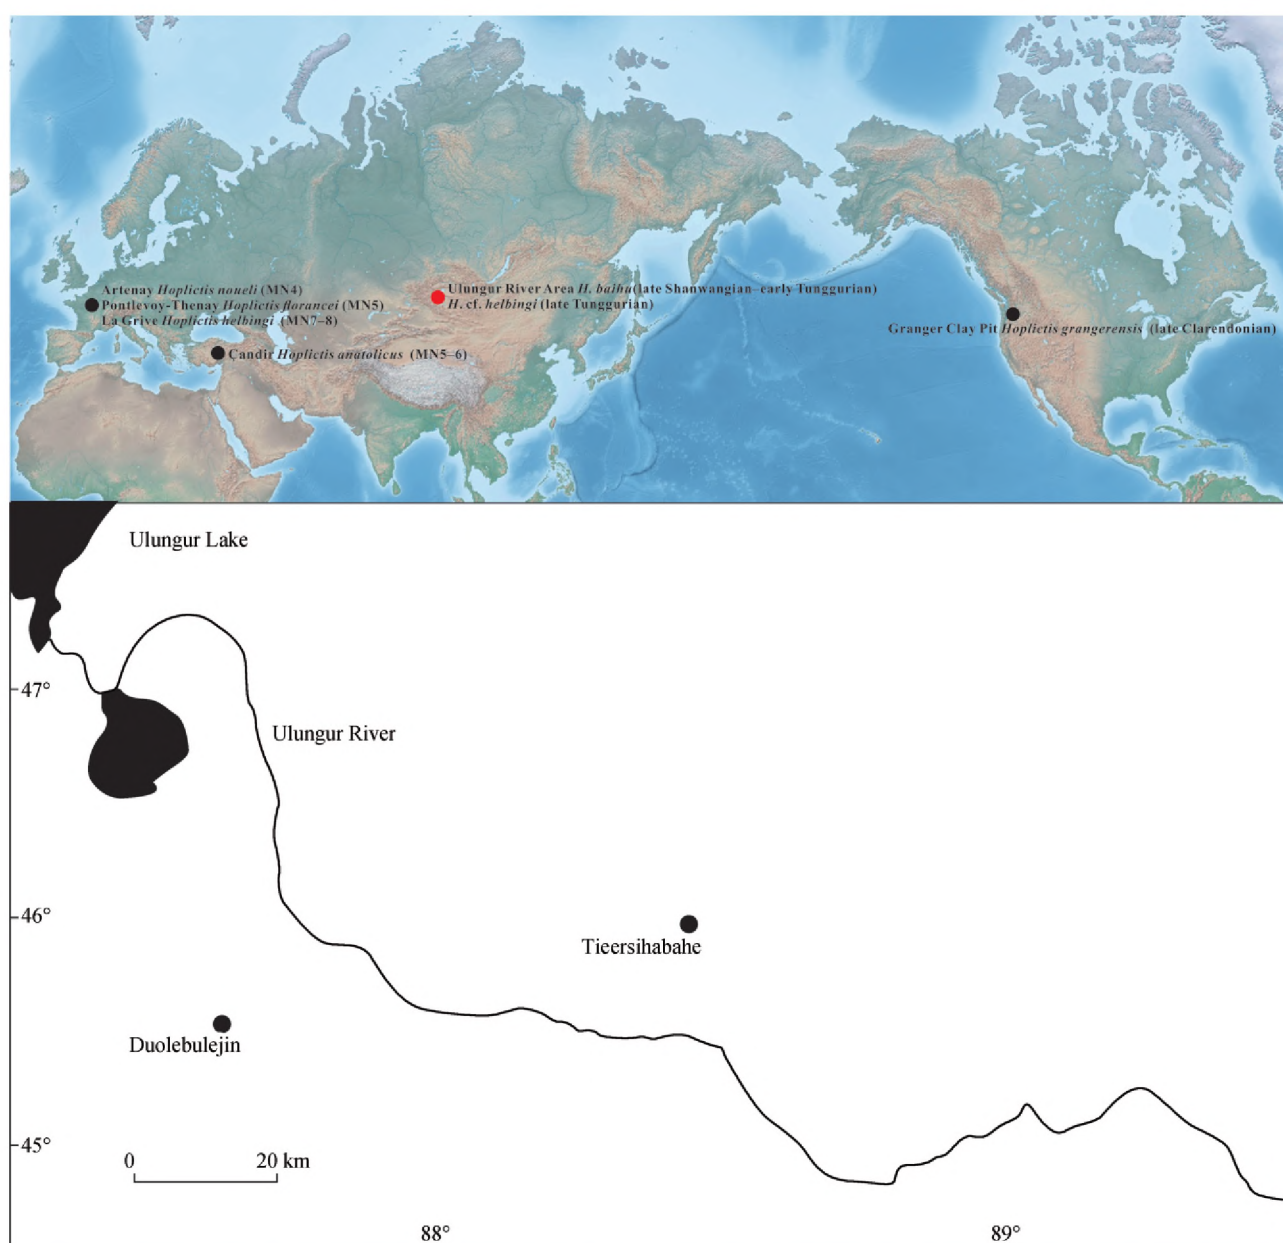 Artenay Hoplictis noueli (MN4)
Pontlevoy-Thenay Hoplictis florancei (MN5)
La Grive Hoplictis helbingi (MN7–8)
Candir Hoplictis anatolicus (MN5–6)
Ulungur River Area H. baihu(late Shanwangian–early Tunggurian)
H. cf. helbingi (late Tunggurian)
Granger Clay Pit Hoplictis grangerensis (late Clarendonian)
Ulungur Lake
47°
Ulungur River
46°
Tieersihabahe
Duolebulejin
45°
0 20 km
88° 89°